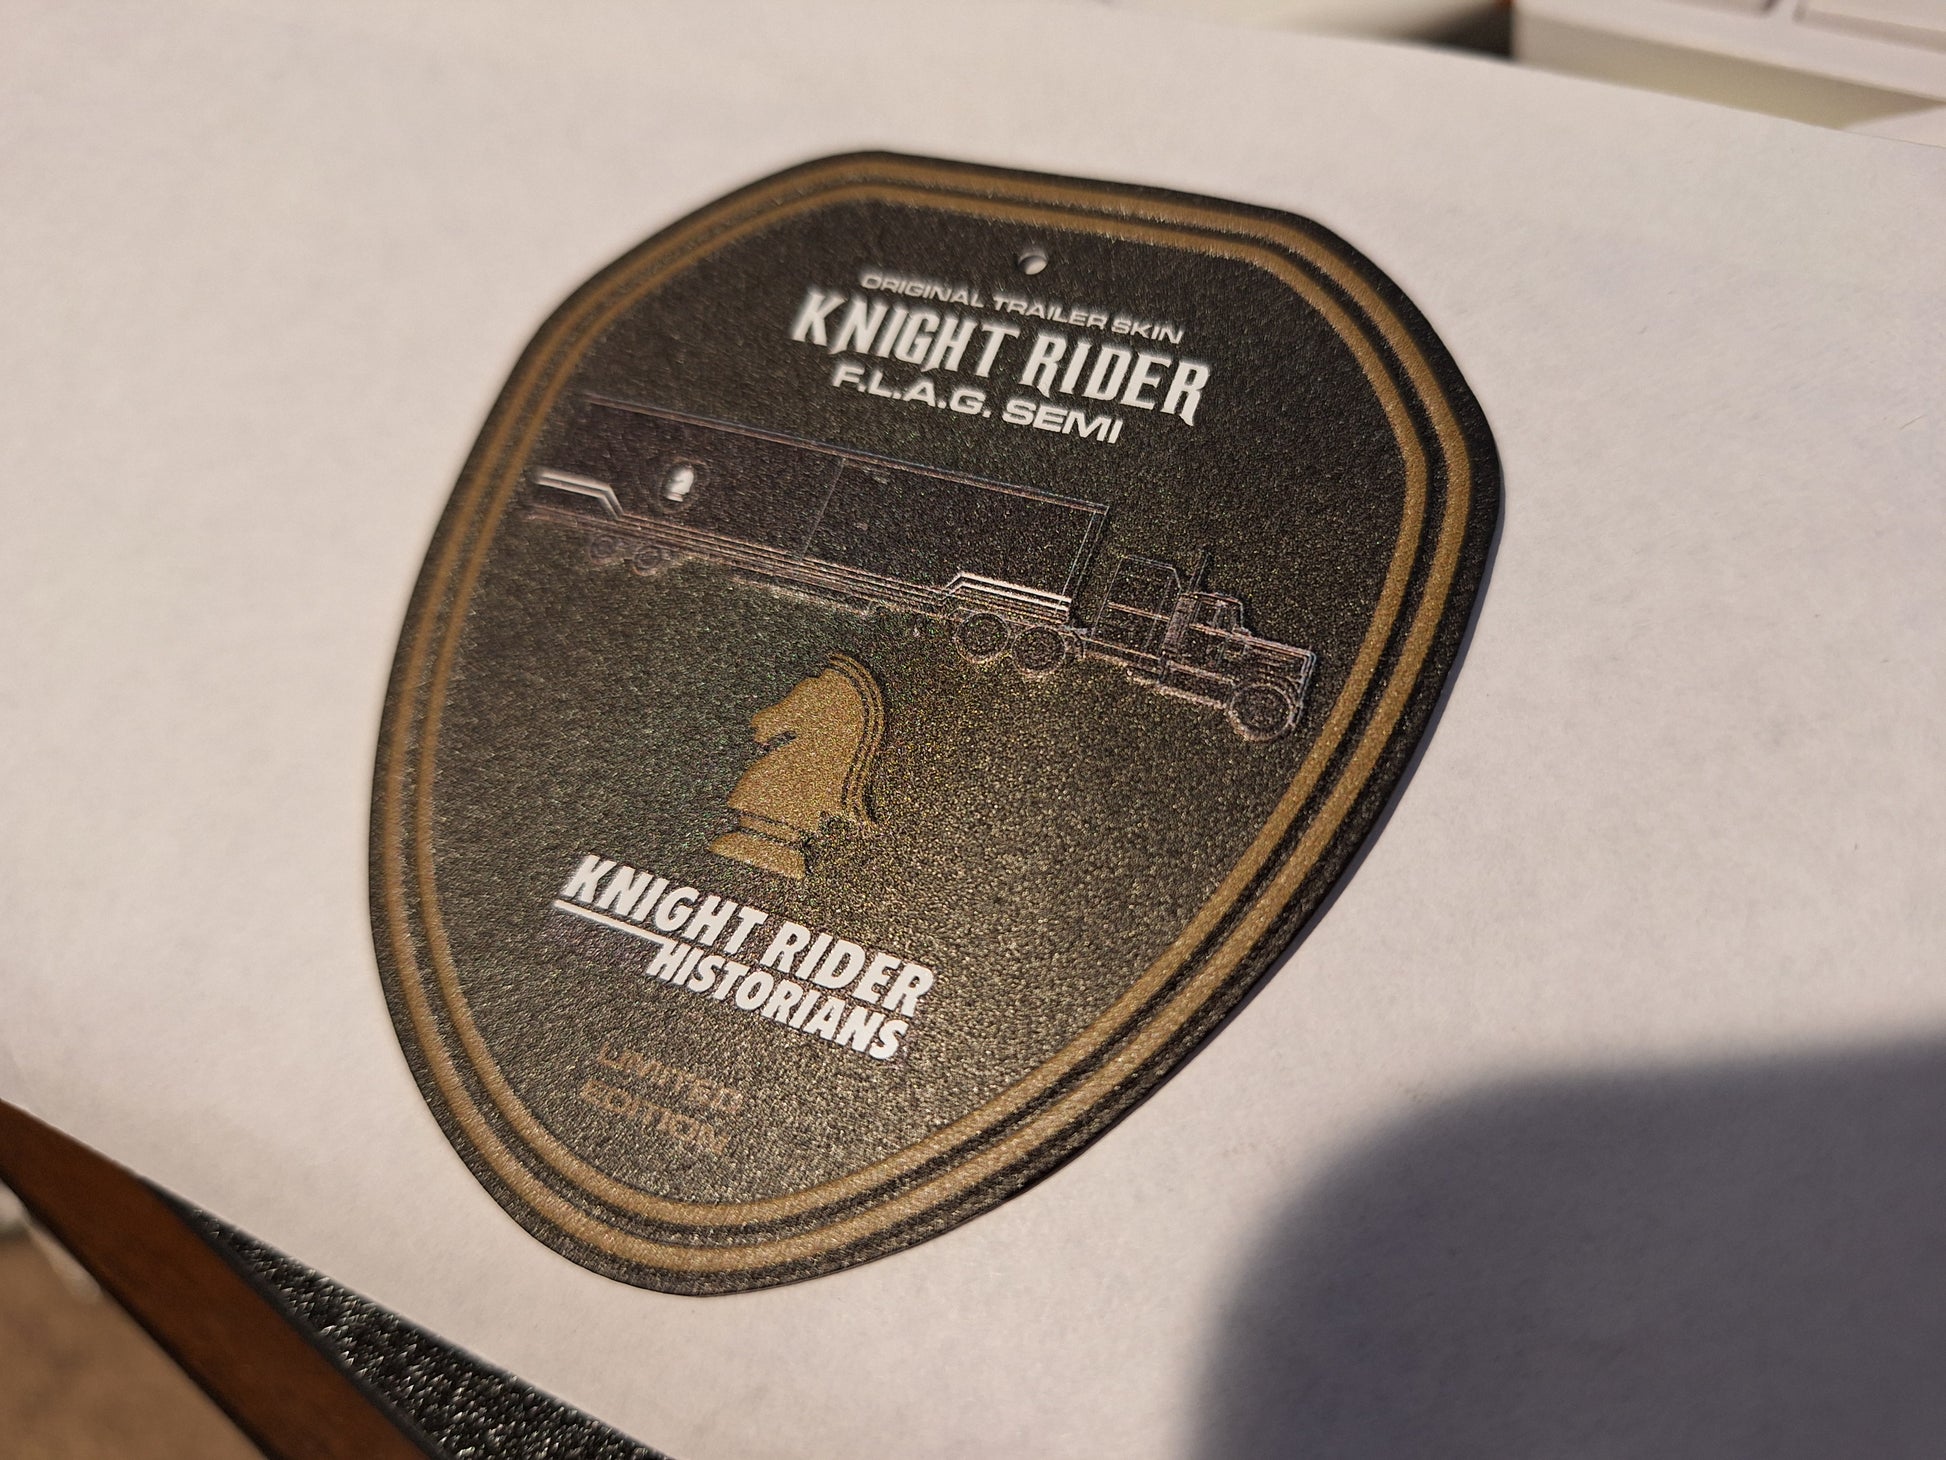 ORIGINAL TRAILER SKIN
KNIGHT RIDER
F.L.A.G. SEMI
KNIGHT RIDER
HISTORIANS
LIMITED
EDITION